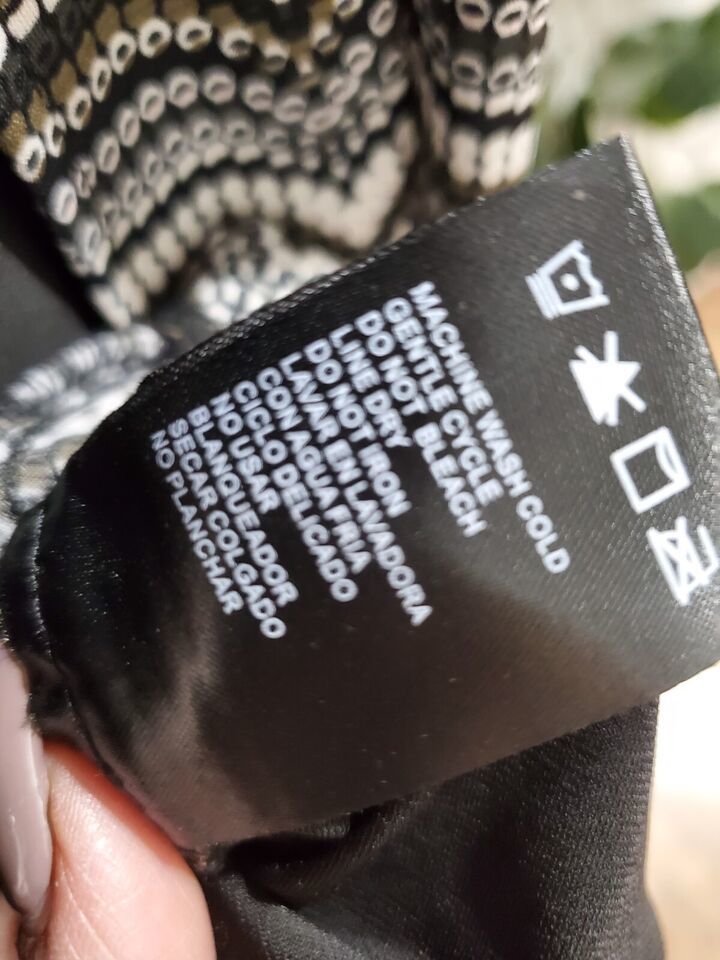 MACHINE WASH COLD
GENTLE CYCLE
DO NOT BLEACH
LINE DRY
DO NOT IRON
LAVAR EN LAVADORA
CON AGUA FRIA
CICLO DELICADO
NO USAR
BLANQUEADOR
SECAR COLGADO
NO PLANCHAR